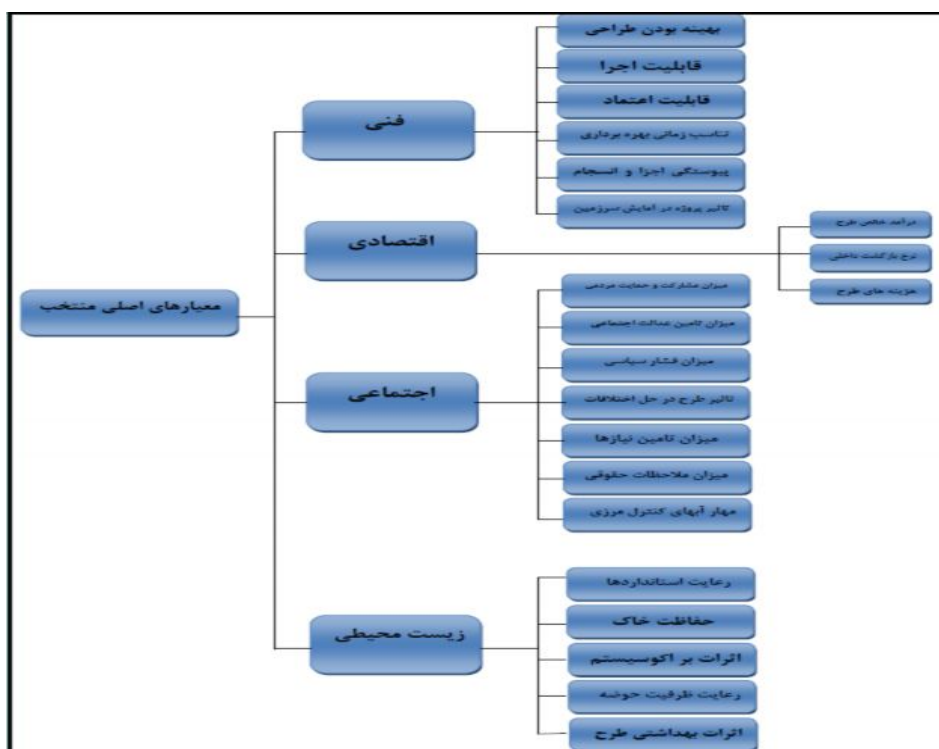 معیارهای اصلی منتخب
فنی
بهینه بودن طراحی
قابلیت اجرا
قابلیت اعتماد
تناسب زمانی بهره برداری
پیوستگی اجزا و انسجام
تاثیر پروژه در آمایش سرزمین
اقتصادی
درآمد خالص طرح
نرخ بازگشت داخلی
هزینه های طرح
اجتماعی
میزان مشارکت و حمایت مردمی
میزان تامین عدالت اجتماعی
میزان فشار سیاسی
تاثیر طرح در حل اختلافات
میزان تامین نیازها
میزان ملاحظات حقوقی
مهار آبهای کنترل مرزی
زیست محیطی
رعایت استانداردها
حفاظت خاک
اثرات بر اکوسیستم
رعایت ظرفیت حوضه
اثرات بهداشتی طرح